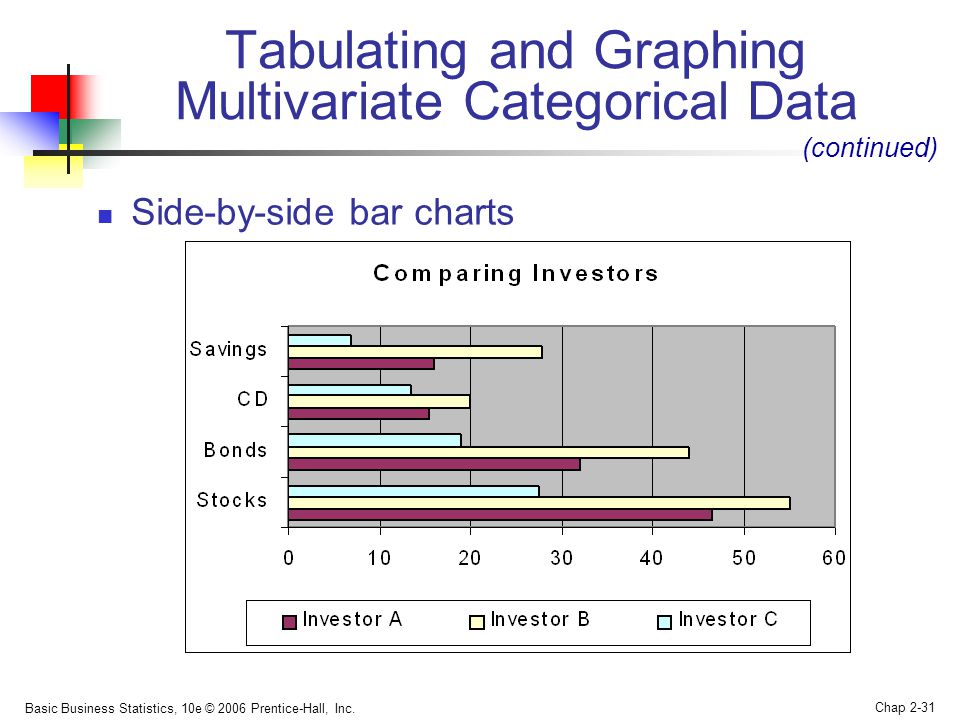 Tabulating and Graphing
Multivariate Categorical Data
(continued)
Side-by-side bar charts
Comparing Investors
Savings
CD
Bonds
Stocks
0 10 20 30 40 50 60
Investor A Investor B Investor C
Basic Business Statistics, 10e © 2006 Prentice-Hall, Inc.
Chap 2-31